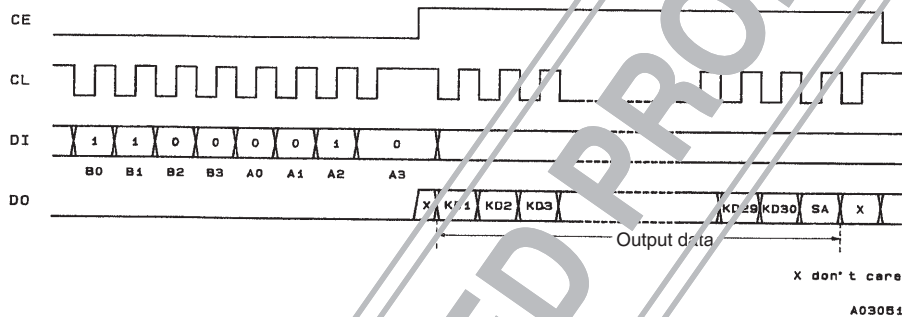 CE
CL
DI 1 1 0 0 0 0 1 0
B0 B1 B2 B3 A0 A1 A2 A3
DO X KD1 KD2 KD3 KD29 KD30 SA X
Output data
X don't care
A03051